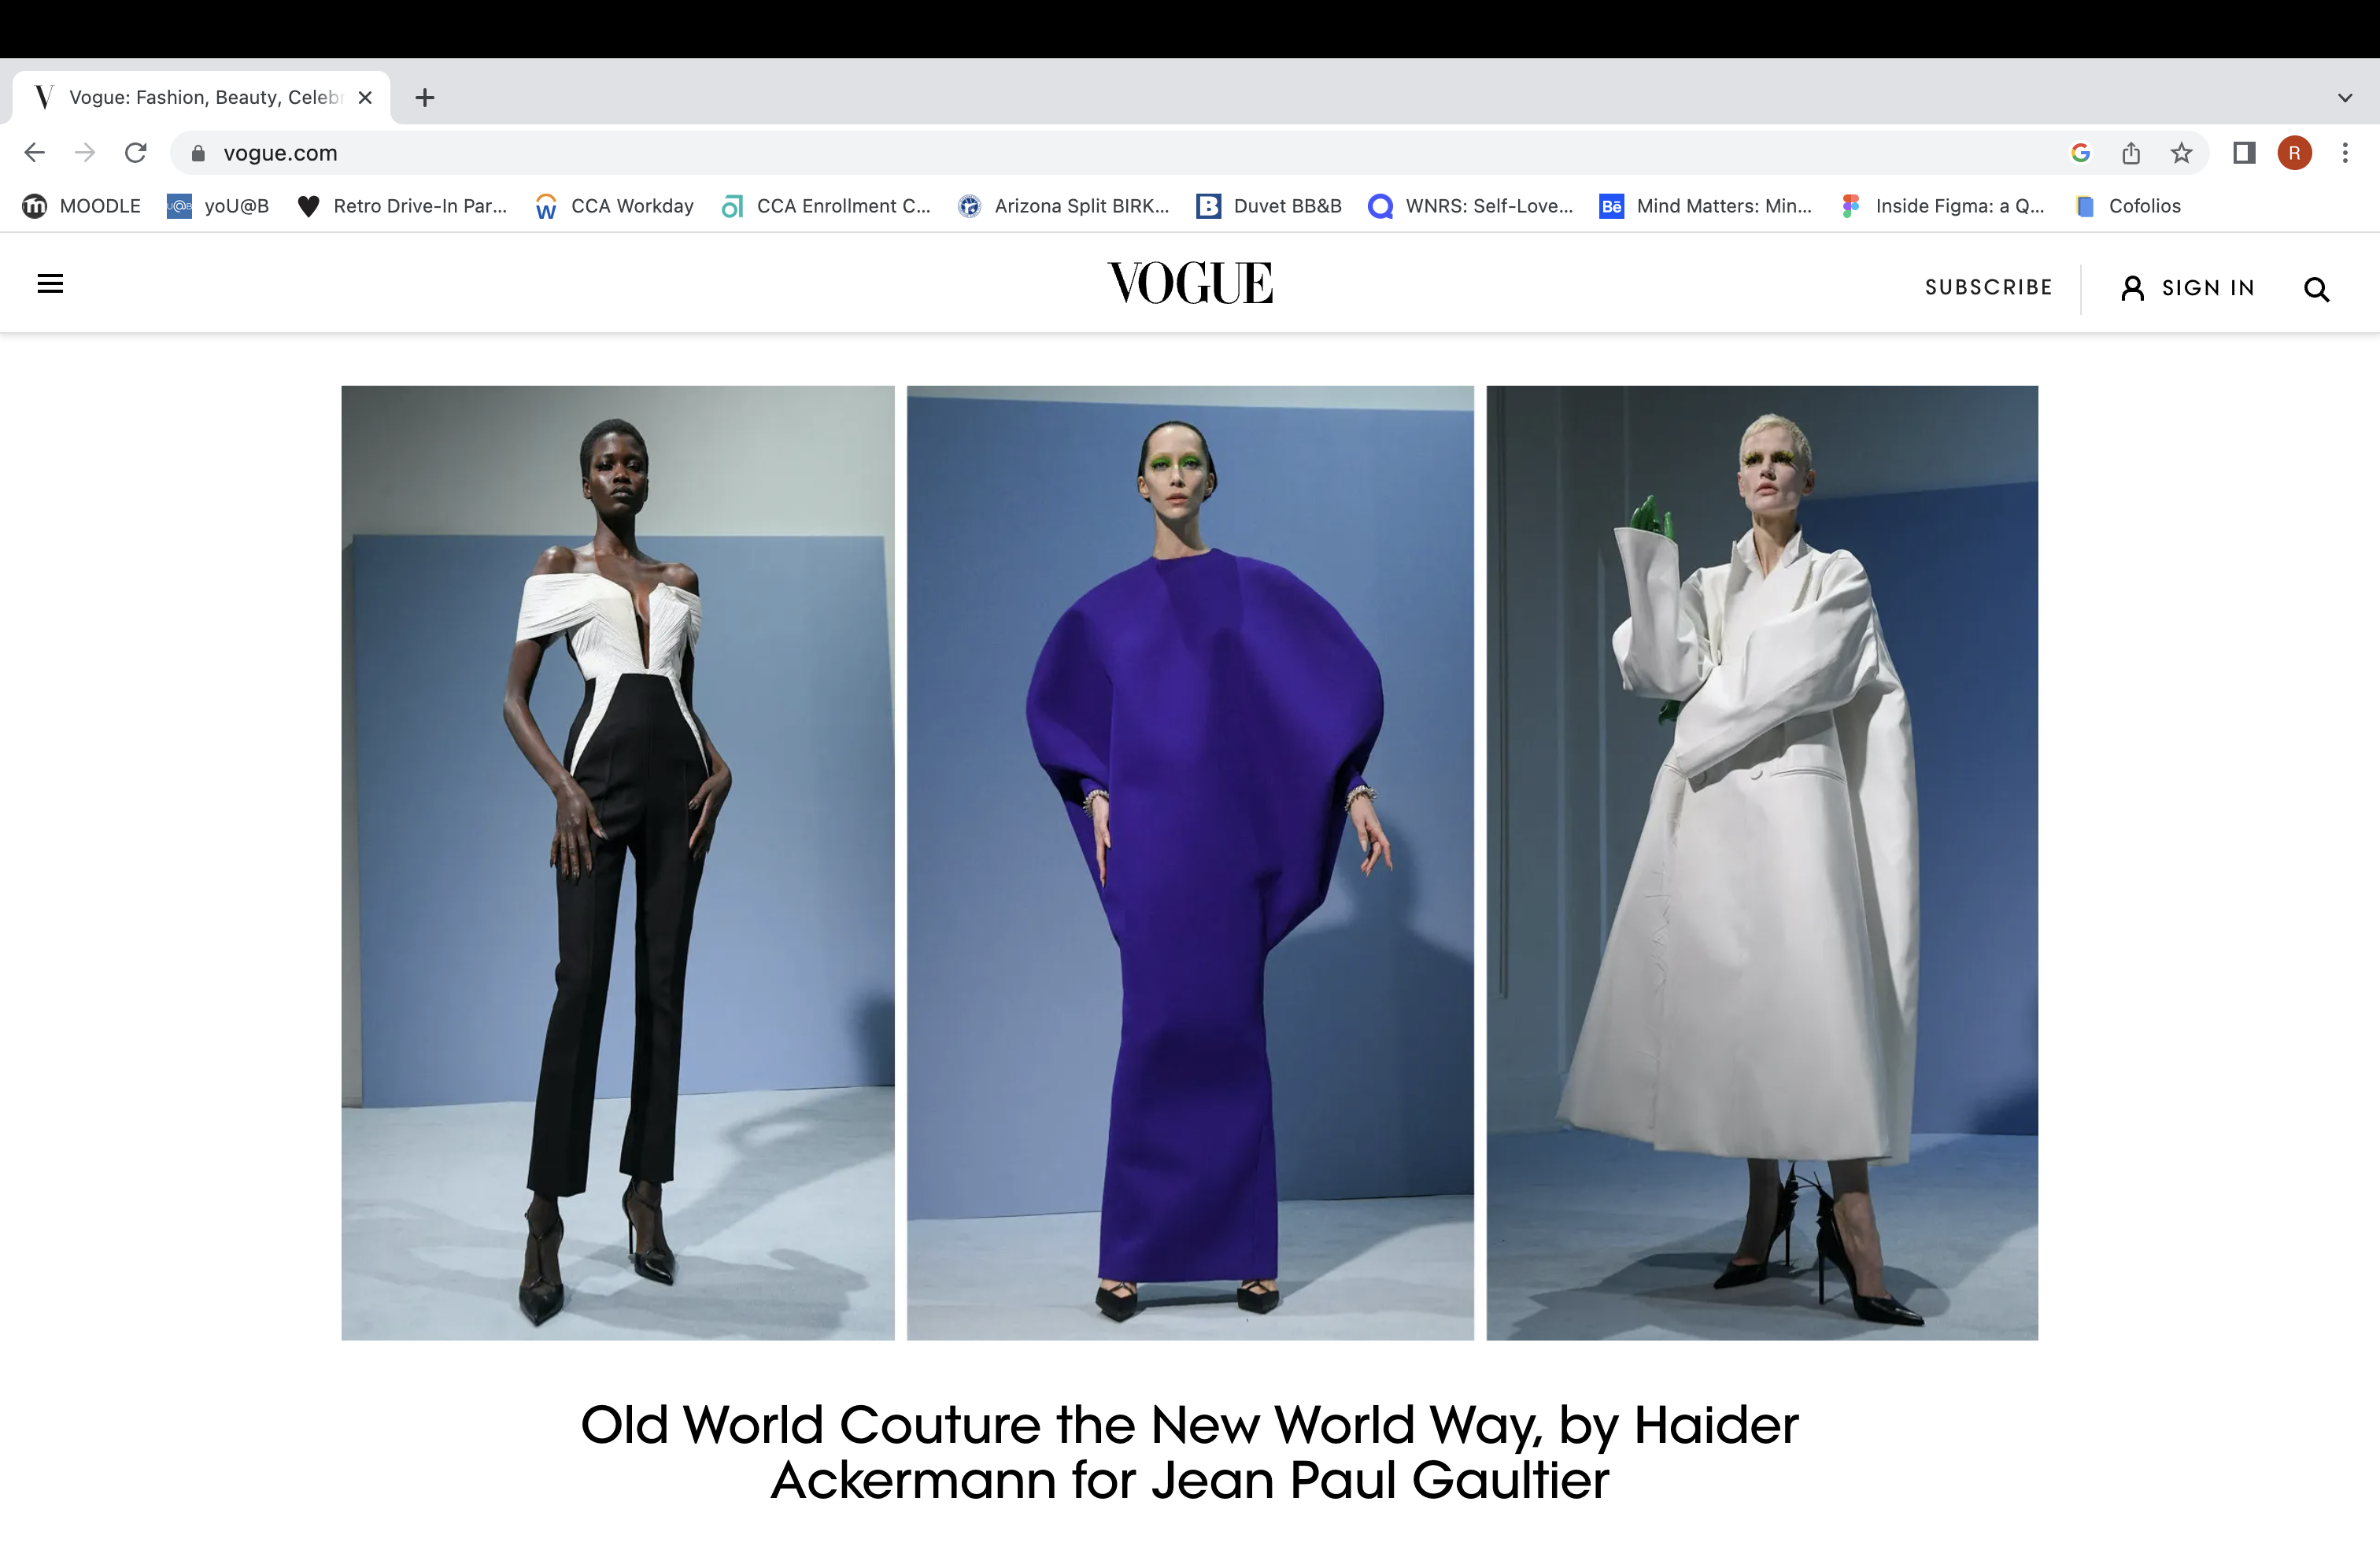 Vogue: Fashion, Beauty, Celebr
vogue.com
R
MOODLE
U@B
yoU@B
Retro Drive-In Par...
CCA Workday
CCA Enrollment C...
Arizona Split BIRK...
B
Duvet BB&B
WNRS: Self-Love...
Bē
Mind Matters: Min...
Inside Figma: a Q...
Cofolios
VOGUE
SUBSCRIBE
SIGN IN
Old World Couture the New World Way, by Haider
Ackermann for Jean Paul Gaultier